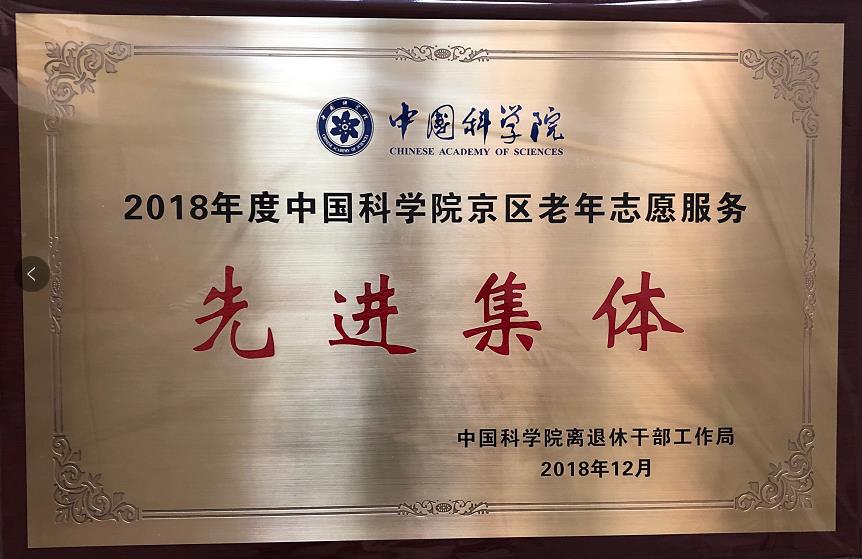 中国科学院
CHINESE ACADEMY OF SCIENCES
2018年度中国科学院京区老年志愿服务
先进集体
中国科学院离退休干部工作局
2018年12月